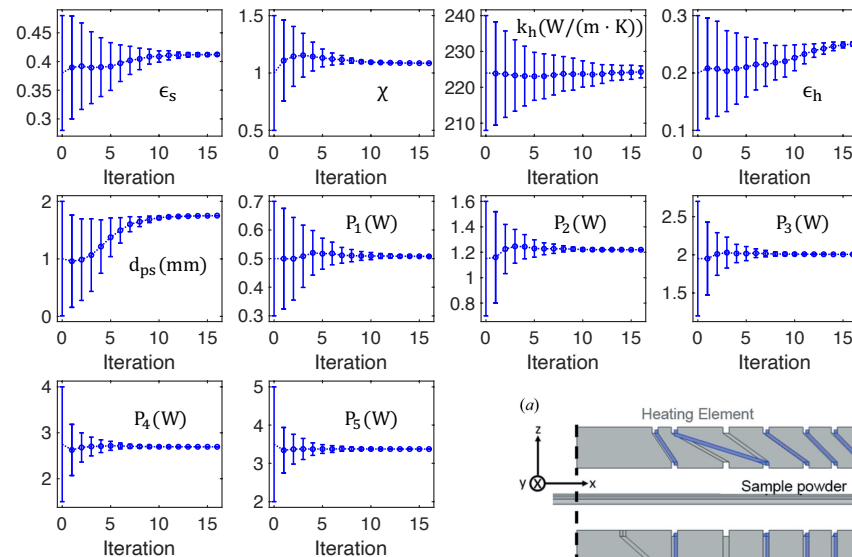 0.45
0.4
0.35
0.3
ϵs
0 5 10 15
Iteration
1.5
1
0.5
χ
0 5 10 15
Iteration
240
230
220
210
kh(W/(m · K))
0 5 10 15
Iteration
0.3
0.2
0.1
ϵh
0 5 10 15
Iteration
2
1
0
dps(mm)
0 5 10 15
Iteration
0.7
0.6
0.5
0.4
0.3
P1(W)
0 5 10 15
Iteration
1.6
1.4
1.2
1
0.8
P2(W)
0 5 10 15
Iteration
2.5
2
1.5
P3(W)
0 5 10 15
Iteration
4
3
2
1
P4(W)
0 5 10 15
Iteration
5
4
3
2
P5(W)
0 5 10 15
Iteration
(a)
Heating Element
z
y x
Sample powder